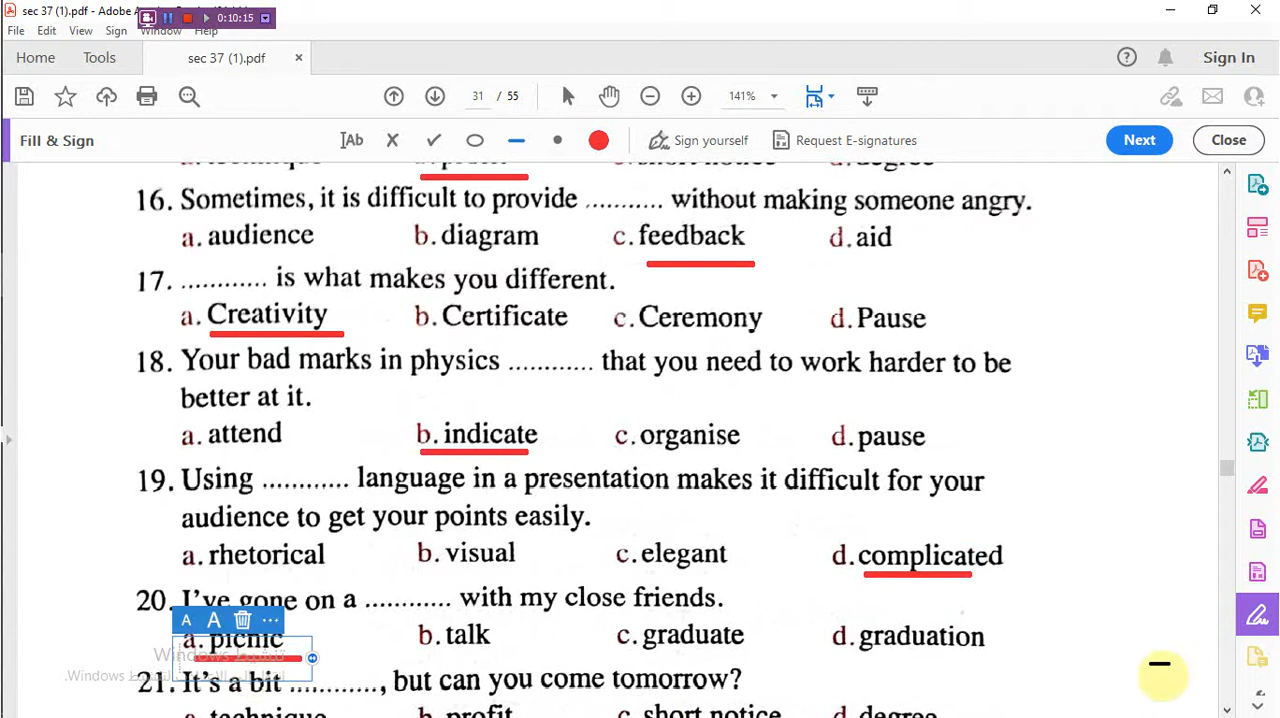 sec 37 (1).pdf - Adobe A
0:10:15
File Edit View Sign Window Help
Home Tools sec 37 (1).pdf × Sign In
31 / 55 141%
Fill & Sign Ab Sign yourself Request E-signatures Next Close
16. Sometimes, it is difficult to provide ........... without making someone angry.
a. audience b. diagram c. feedback d. aid
17. ............ is what makes you different.
a. Creativity b. Certificate c. Ceremony d. Pause
18. Your bad marks in physics ............ that you need to work harder to be
better at it.
a. attend b. indicate c. organise d. pause
19. Using ............ language in a presentation makes it difficult for your
audience to get your points easily.
a. rhetorical b. visual c. elegant d. complicated
20. I've gone on a ............ with my close friends.
A A
a. picnic b. talk c. graduate d. graduation
تنشيط Windows
Windows.
21. It's a bit ............, but can you come tomorrow?
a. technique b. profit c. short notice d. degree